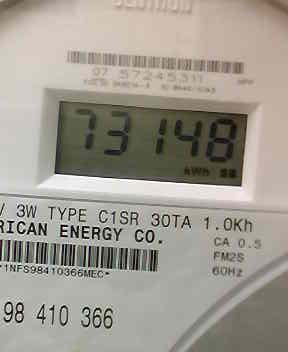 07 57245311
73148
kWh
V 3W TYPE C1SR 30TA 1.0Kh
RICAN ENERGY CO.
CA 0.5
FM2S
*1NFS98410366MEC*
60Hz
98 410 366